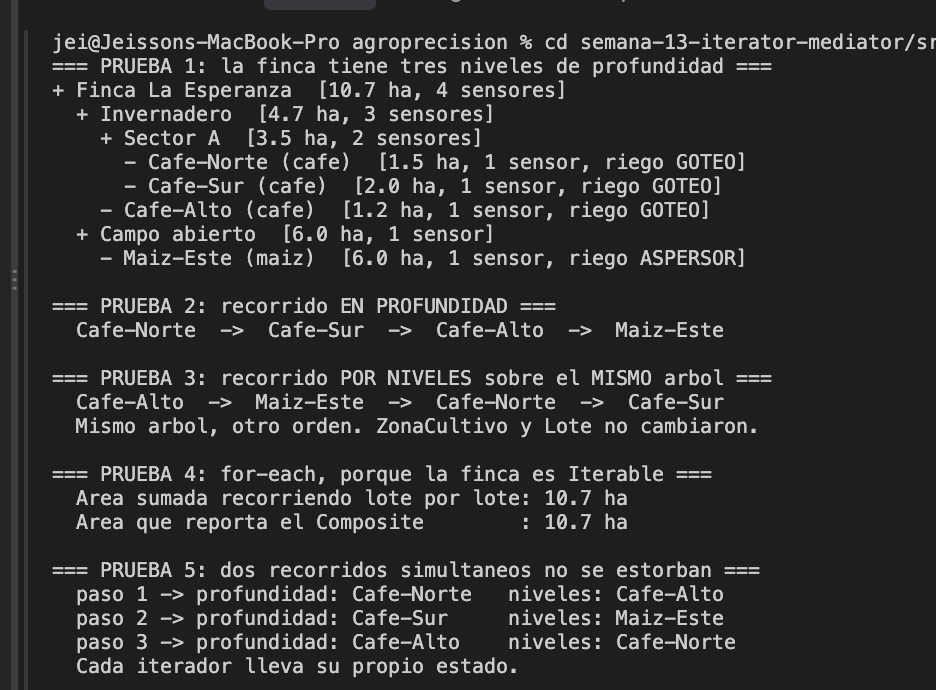 jei@Jeissons-MacBook-Pro agroprecision % cd semana-13-iterator-mediator/sr
=== PRUEBA 1: la finca tiene tres niveles de profundidad ===
+ Finca La Esperanza  [10.7 ha, 4 sensores]
  + Invernadero  [4.7 ha, 3 sensores]
    + Sector A  [3.5 ha, 2 sensores]
      - Cafe-Norte (cafe)  [1.5 ha, 1 sensor, riego GOTEO]
      - Cafe-Sur (cafe)  [2.0 ha, 1 sensor, riego GOTEO]
    - Cafe-Alto (cafe)  [1.2 ha, 1 sensor, riego GOTEO]
  + Campo abierto  [6.0 ha, 1 sensor]
    - Maiz-Este (maiz)  [6.0 ha, 1 sensor, riego ASPERSOR]

=== PRUEBA 2: recorrido EN PROFUNDIDAD ===
  Cafe-Norte  ->  Cafe-Sur  ->  Cafe-Alto  ->  Maiz-Este

=== PRUEBA 3: recorrido POR NIVELES sobre el MISMO arbol ===
  Cafe-Alto  ->  Maiz-Este  ->  Cafe-Norte  ->  Cafe-Sur
  Mismo arbol, otro orden. ZonaCultivo y Lote no cambiaron.

=== PRUEBA 4: for-each, porque la finca es Iterable ===
  Area sumada recorriendo lote por lote: 10.7 ha
  Area que reporta el Composite        : 10.7 ha

=== PRUEBA 5: dos recorridos simultaneos no se estorban ===
  paso 1 -> profundidad: Cafe-Norte   niveles: Cafe-Alto
  paso 2 -> profundidad: Cafe-Sur     niveles: Maiz-Este
  paso 3 -> profundidad: Cafe-Alto    niveles: Cafe-Norte
  Cada iterador lleva su propio estado.